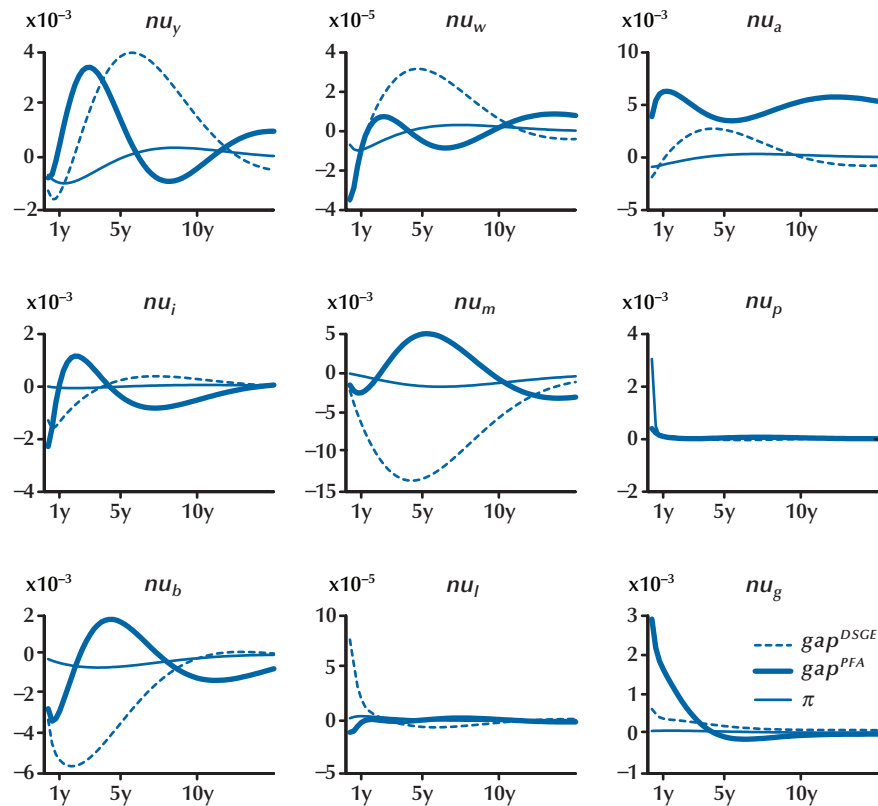 x10⁻³ nu_y
4
2
0
−2
1y 5y 10y
x10⁻⁵ nu_w
4
2
0
−2
−4
1y 5y 10y
x10⁻³ nu_a
10
5
0
−5
1y 5y 10y
x10⁻³ nu_i
2
0
−2
−4
1y 5y 10y
x10⁻³ nu_m
5
0
−5
−10
−15
1y 5y 10y
x10⁻³ nu_p
4
2
0
−2
1y 5y 10y
x10⁻³ nu_b
2
0
−2
−4
−6
1y 5y 10y
x10⁻⁵ nu_l
10
5
0
−5
1y 5y 10y
x10⁻³ nu_g
3
2
1
0
−1
1y 5y 10y
gap^DSGE
gap^PFA
π